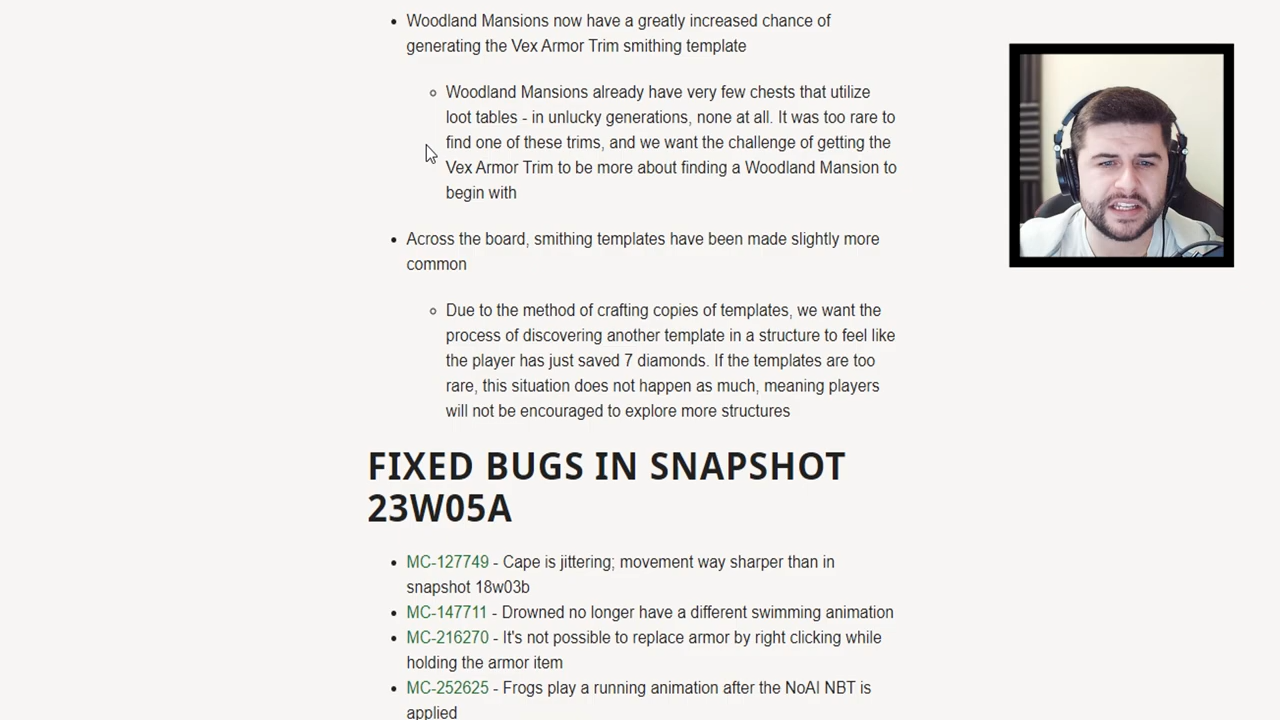 Woodland Mansions now have a greatly increased chance of
generating the Vex Armor Trim smithing template
Woodland Mansions already have very few chests that utilize
loot tables - in unlucky generations, none at all. It was too rare to
find one of these trims, and we want the challenge of getting the
Vex Armor Trim to be more about finding a Woodland Mansion to
begin with
Across the board, smithing templates have been made slightly more
common
Due to the method of crafting copies of templates, we want the
process of discovering another template in a structure to feel like
the player has just saved 7 diamonds. If the templates are too
rare, this situation does not happen as much, meaning players
will not be encouraged to explore more structures
FIXED BUGS IN SNAPSHOT
23W05A
MC-127749 - Cape is jittering; movement way sharper than in
snapshot 18w03b
MC-147711 - Drowned no longer have a different swimming animation
MC-216270 - It's not possible to replace armor by right clicking while
holding the armor item
MC-252625 - Frogs play a running animation after the NoAI NBT is
applied